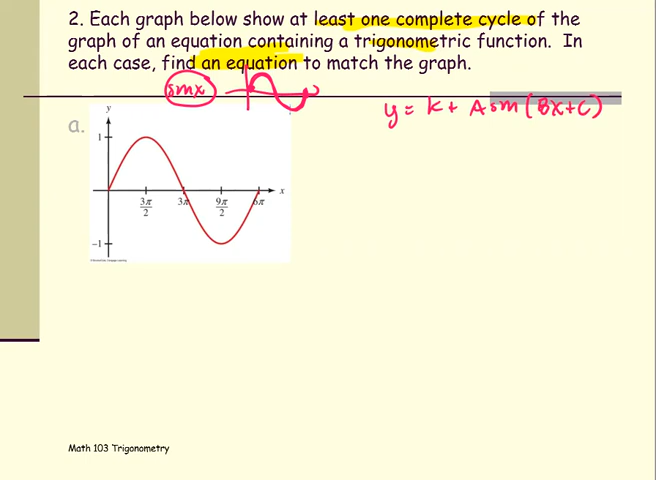 2. Each graph below show at least one complete cycle of the
graph of an equation containing a trigonometric function. In
each case, find an equation to match the graph.
sinx
y = k + A sin (Bx+C)
a.
y
1
x
3π/2
3π
9π/2
6π
−1
Math 103 Trigonometry